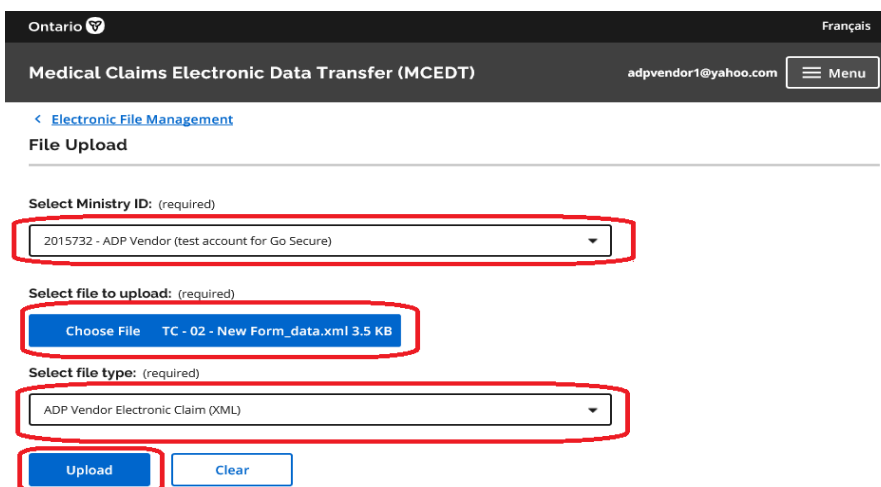 Ontario
Français
Medical Claims Electronic Data Transfer (MCEDT)
adpvendor1@yahoo.com
Menu
< Electronic File Management
File Upload
Select Ministry ID: (required)
2015732 - ADP Vendor (test account for Go Secure)
Select file to upload: (required)
Choose File TC - 02 - New Form_data.xml 3.5 KB
Select file type: (required)
ADP Vendor Electronic Claim (XML)
Upload
Clear